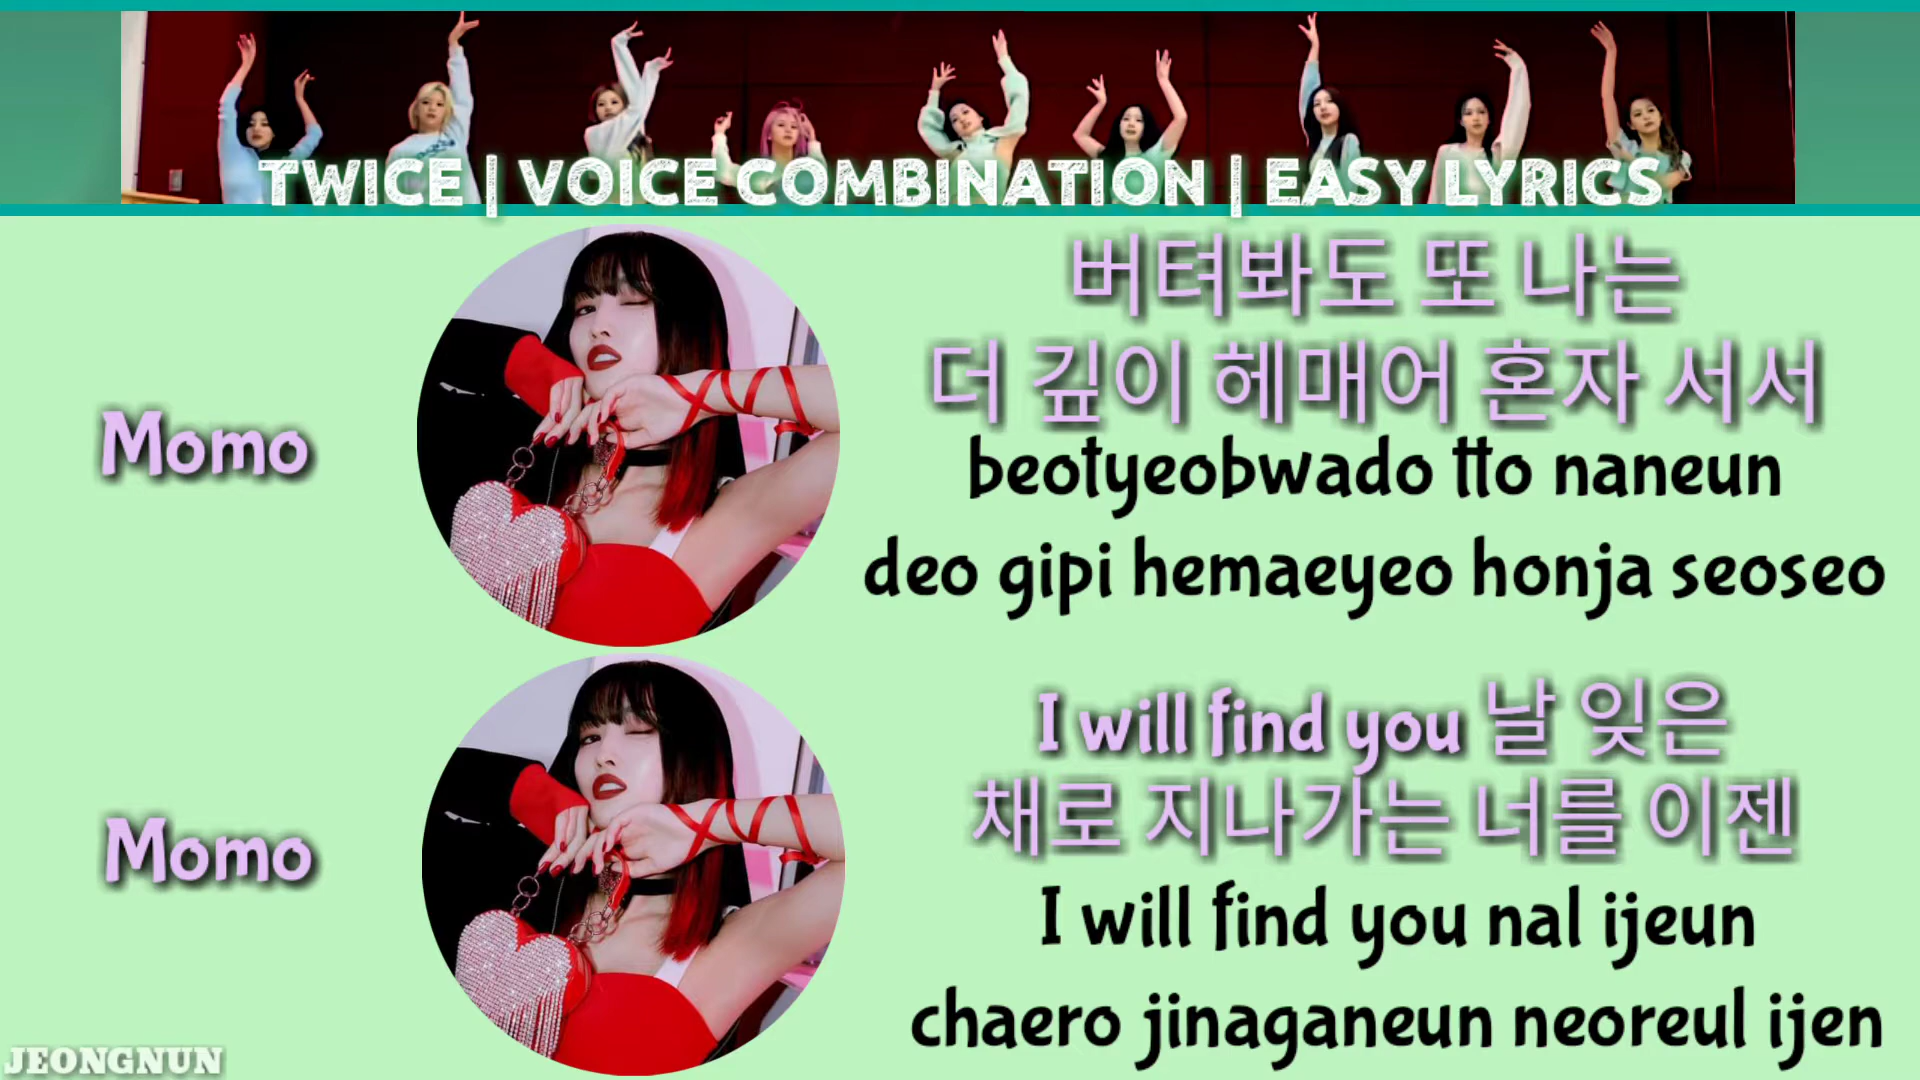 TWICE | VOICE COMBINATION | EASY LYRICS
Momo
버텨봐도 또 나는
더 깊이 헤매어 혼자 서서
beotyeobwado tto naneun
deo gipi hemaeyeo honja seoseo
Momo
I will find you 날 잊은
채로 지나가는 너를 이젠
I will find you nal ijeun
chaero jinaganeun neoreul ijen
JEONGNUN